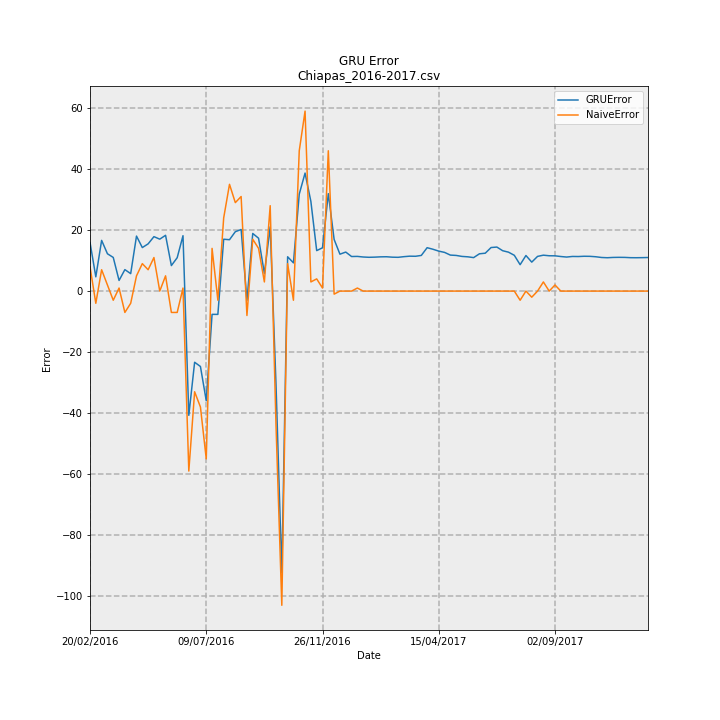 GRU Error
Chiapas_2016-2017.csv
GRUError
NaiveError
60
40
20
0
−20
−40
−60
−80
−100
Error
20/02/2016
09/07/2016
26/11/2016
15/04/2017
02/09/2017
Date